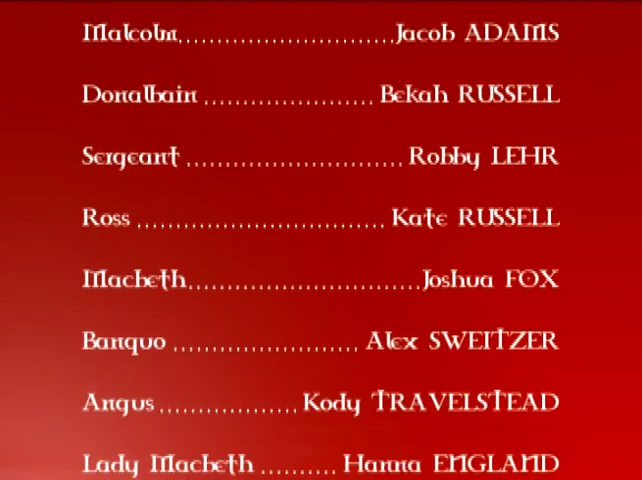 Malcolm..............................Jacob ADAMS
Donalbain ........................ Bekah RUSSELL
Sergeant .............................. Robby LEHR
Ross ................................... Kate RUSSELL
Macbeth................................Joshua FOX
Banquo .......................... Alex SWEITZER
Angus ................... Kody TRAVELSTEAD
Lady Macbeth .......... Hanna ENGLAND